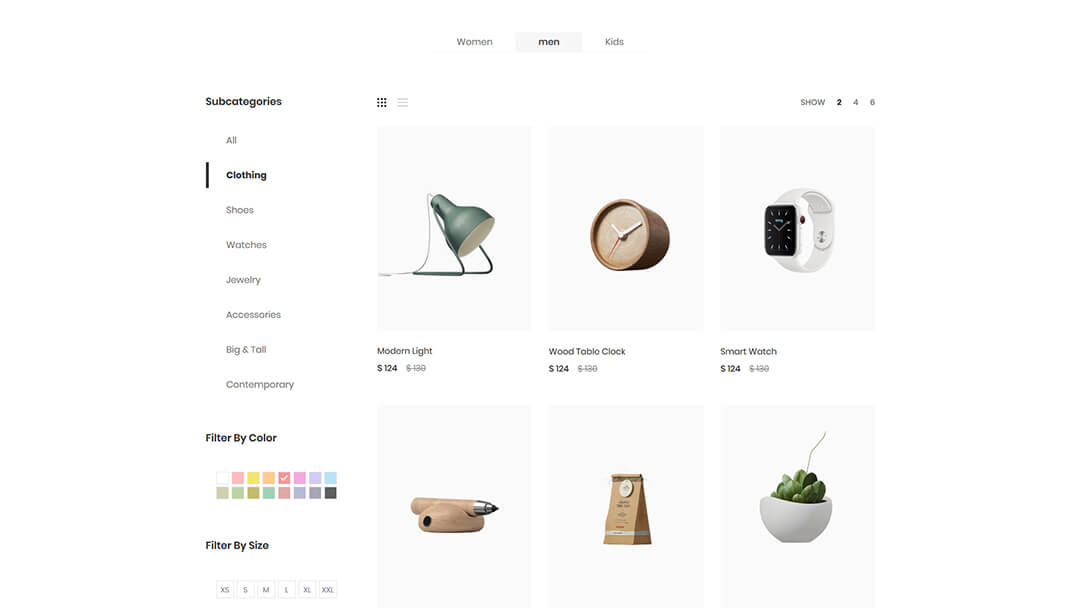 Women men Kids
Subcategories
All
Clothing
Shoes
Watches
Jewelry
Accessories
Big & Tall
Contemporary
Filter By Color
Filter By Size
XS S M L XL XXL
SHOW 2 4 6
Modern Light
$ 124 $ 130
Wood Table Clock
$ 124 $ 130
Smart Watch
$ 124 $ 130